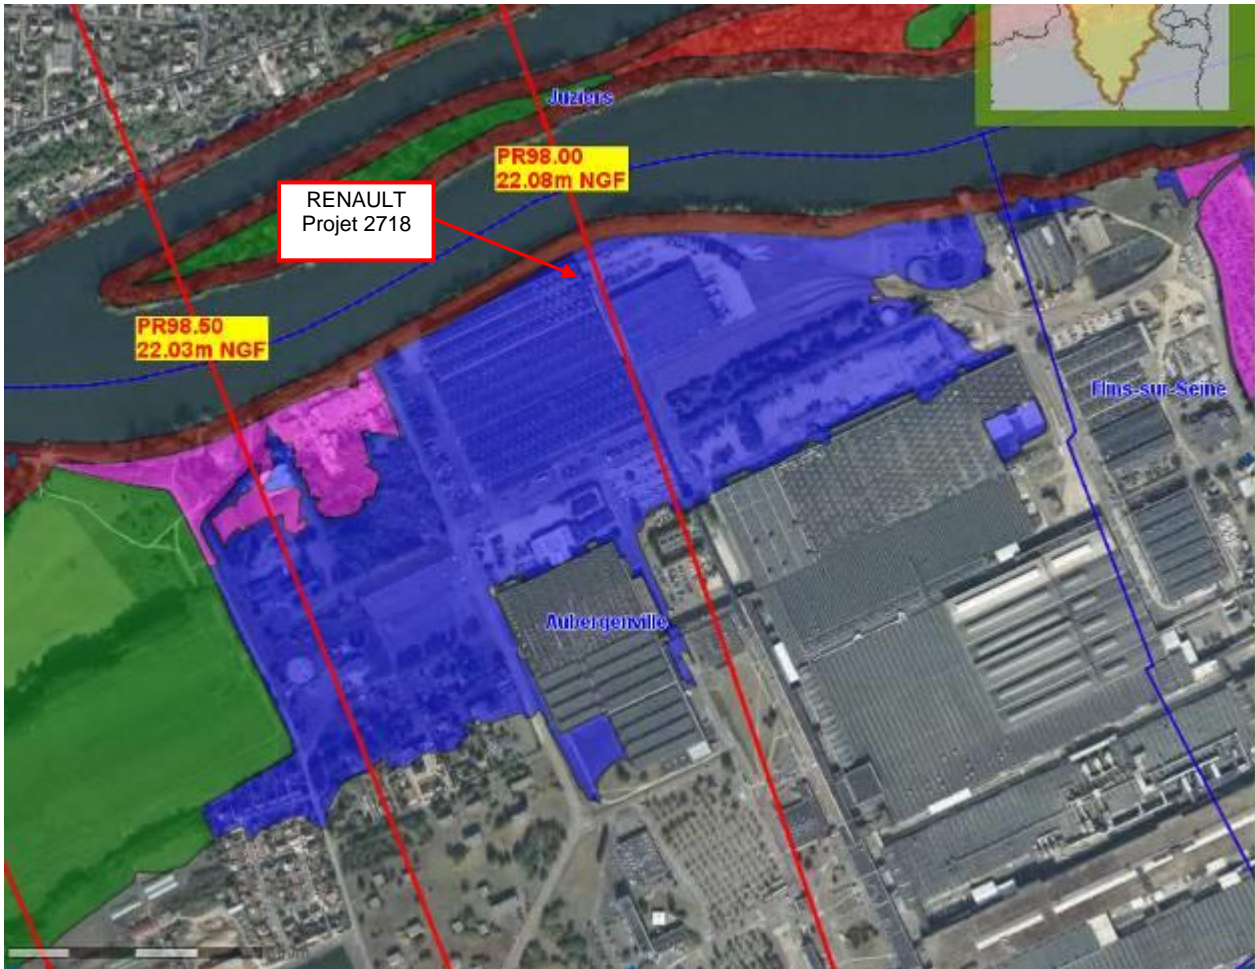 Juziers
PR98.00
22.08m NGF
RENAULT
Projet 2718
PR98.50
22.03m NGF
Flins-sur-Seine
Aubergenville